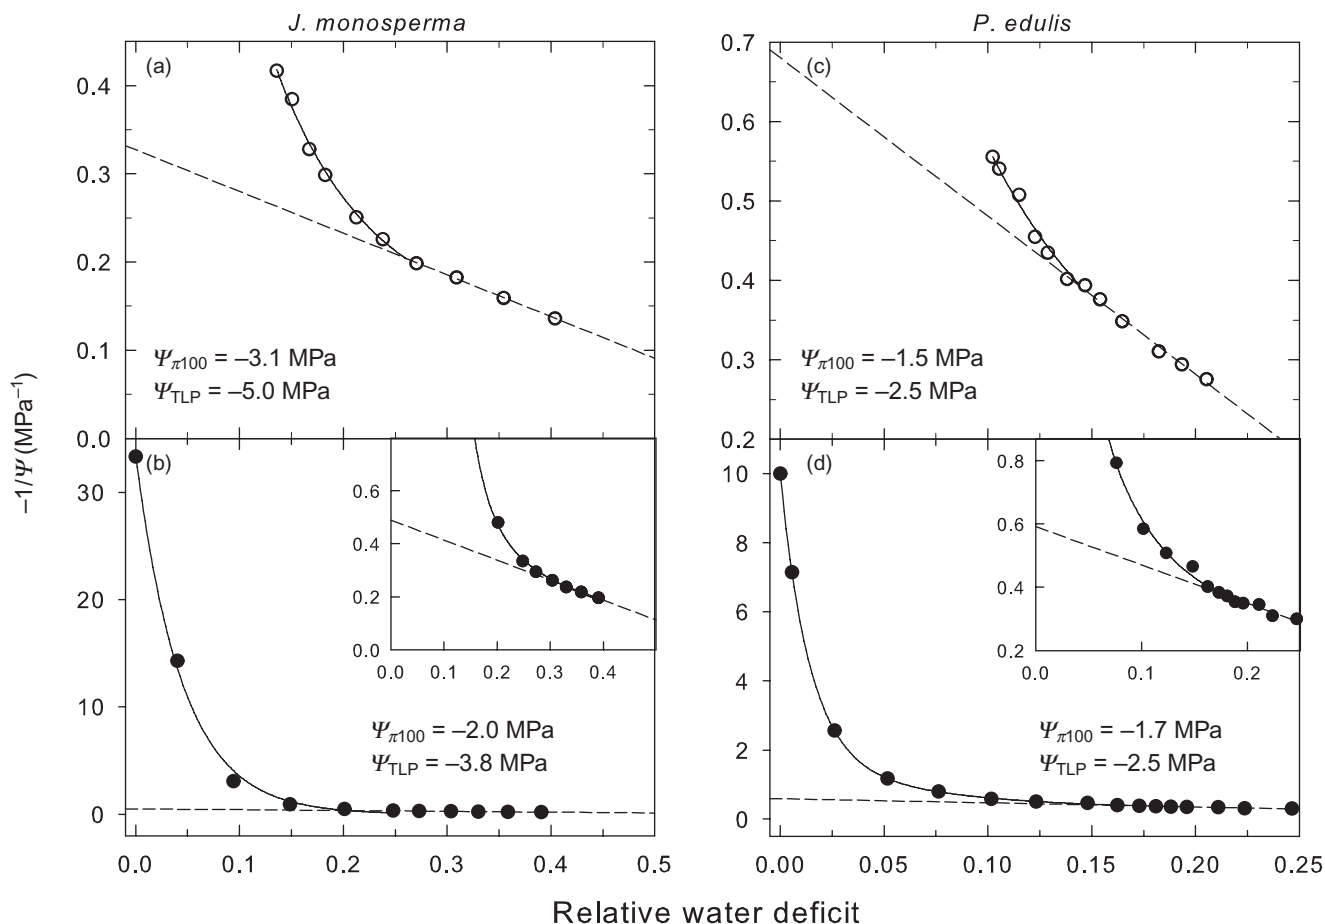 J. monosperma
P. edulis
−1/Ψ (MPa⁻¹)
(a)
0.4
0.3
0.2
0.1
0.0
Ψπ100 = –3.1 MPa
ΨTLP = –5.0 MPa
(c)
0.7
0.6
0.5
0.4
0.3
0.2
Ψπ100 = –1.5 MPa
ΨTLP = –2.5 MPa
(b)
30
20
10
0
0.6
0.4
0.2
0.0
0.0 0.1 0.2 0.3 0.4
Ψπ100 = –2.0 MPa
ΨTLP = –3.8 MPa
0.0 0.1 0.2 0.3 0.4 0.5
(d)
10
8
6
4
2
0
0.8
0.6
0.4
0.2
0.0 0.1 0.2
Ψπ100 = –1.7 MPa
ΨTLP = –2.5 MPa
0.00 0.05 0.10 0.15 0.20 0.25
Relative water deficit